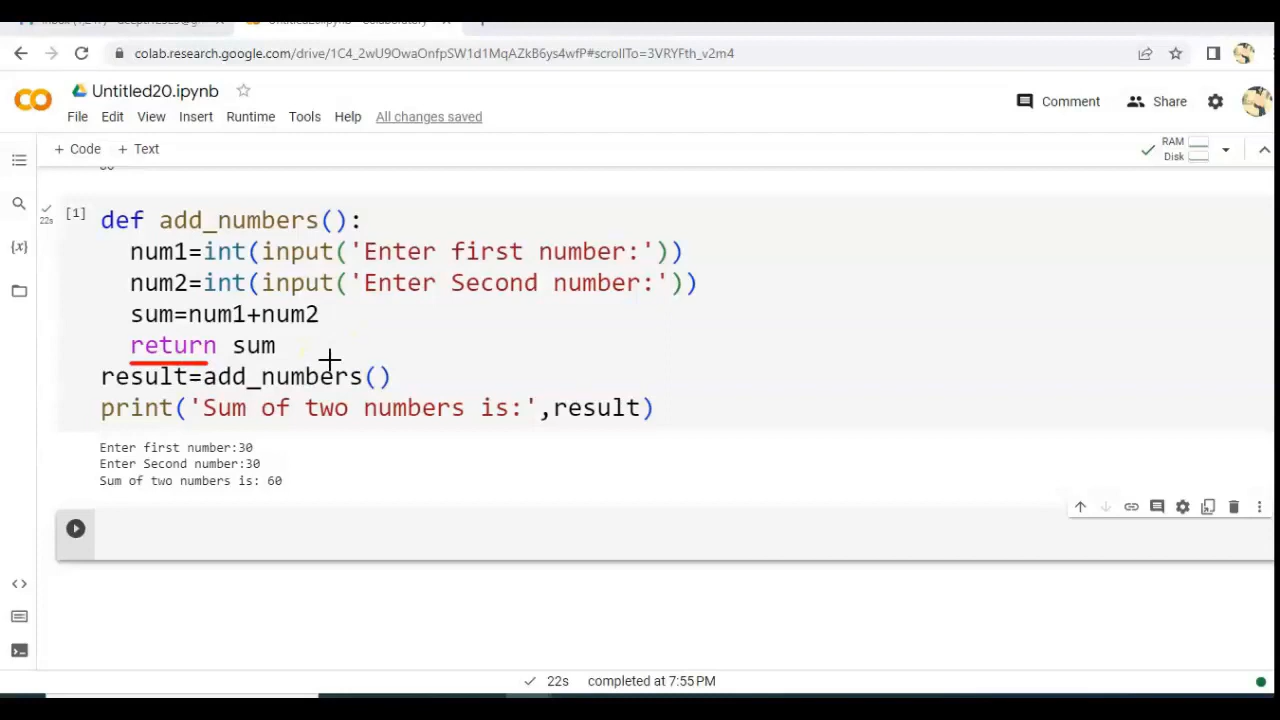 colab.research.google.com/drive/1C4_2wU9OwaOnfpSW1d1MqAZkB6ys4wfP#scrollTo=3VRYFth_v2m4
Untitled20.ipynb
File Edit View Insert Runtime Tools Help All changes saved
Comment
Share
+ Code + Text
RAM
Disk
[1]
22s
def add_numbers():
num1=int(input('Enter first number:'))
num2=int(input('Enter Second number:'))
sum=num1+num2
return sum
result=add_numbers()
print('Sum of two numbers is:',result)
Enter first number:30
Enter Second number:30
Sum of two numbers is: 60
22s completed at 7:55 PM